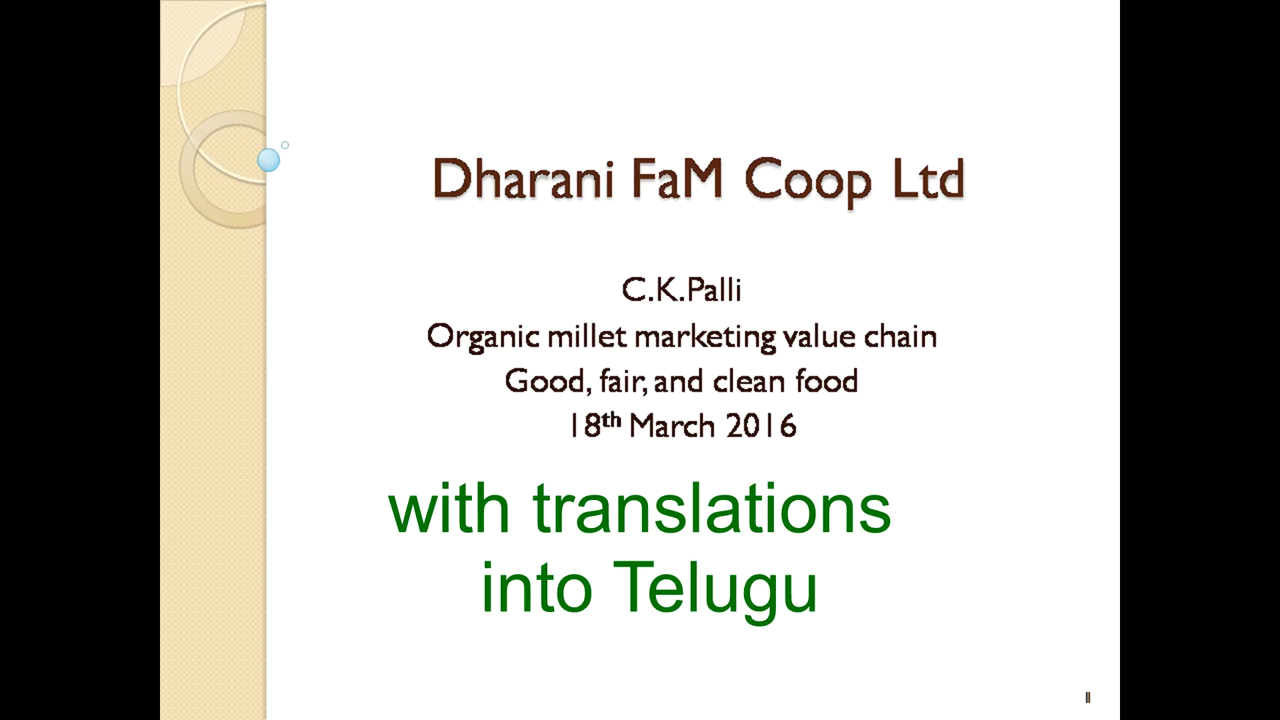 Dharani FaM Coop Ltd
C.K.Palli
Organic millet marketing value chain
Good, fair, and clean food
18th March 2016
with translations
into Telugu